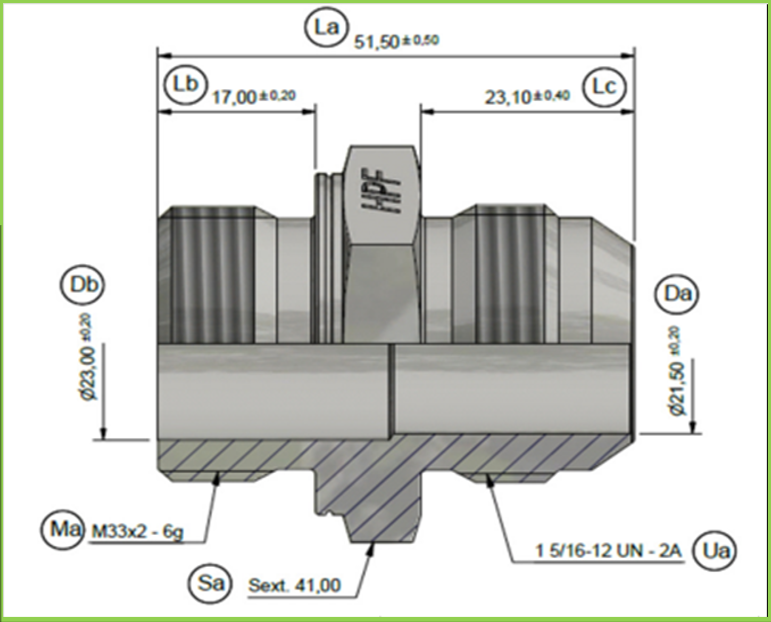 La
51,50±0,50
Lb
17,00±0,20
23,10±0,40
Lc
HPF
Db
Ø23,00 ±0,20
Da
Ø21,50 ±0,20
Ma M33x2 - 6g
1 5/16-12 UN - 2A Ua
Sa Sext. 41,00